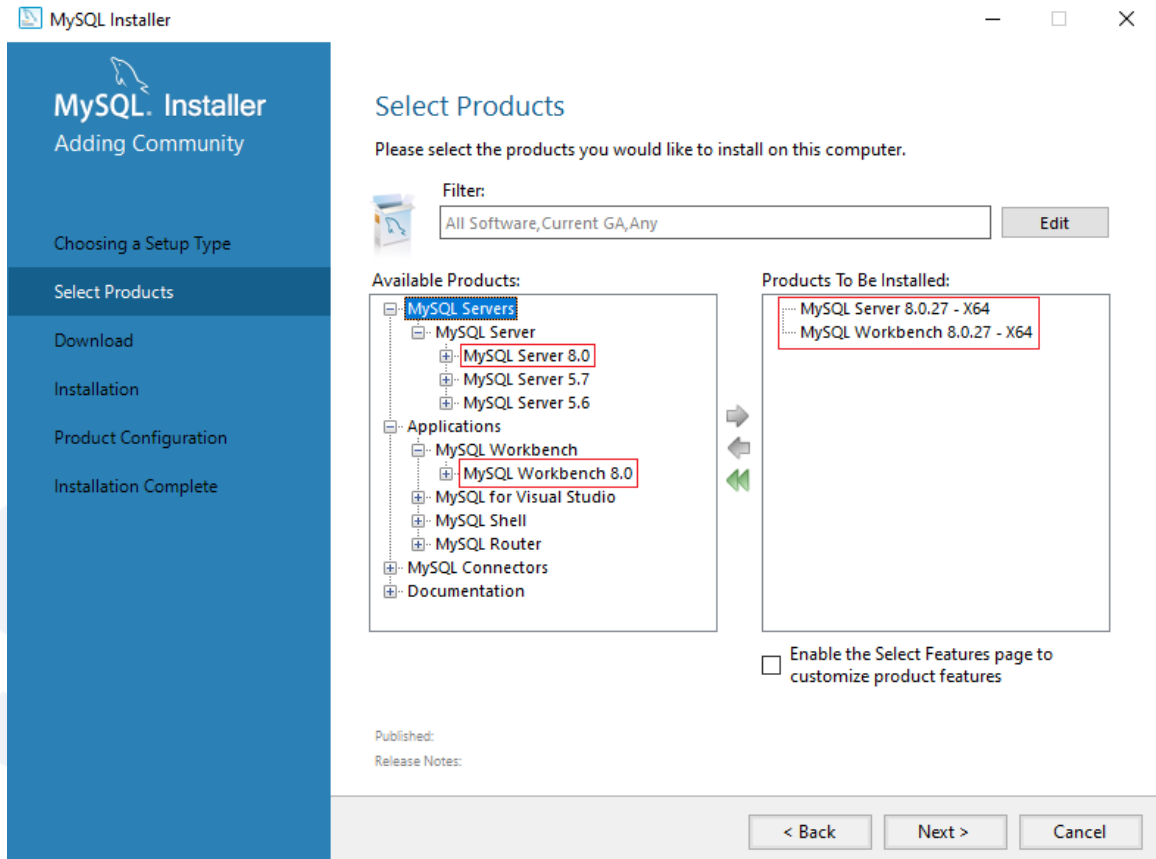 MySQL Installer
MySQL. Installer
Adding Community
Choosing a Setup Type
Select Products
Download
Installation
Product Configuration
Installation Complete
Select Products
Please select the products you would like to install on this computer.
Filter:
All Software,Current GA,Any
Edit
Available Products:
MySQL Servers
MySQL Server
MySQL Server 8.0
MySQL Server 5.7
MySQL Server 5.6
Applications
MySQL Workbench
MySQL Workbench 8.0
MySQL for Visual Studio
MySQL Shell
MySQL Router
MySQL Connectors
Documentation
Products To Be Installed:
MySQL Server 8.0.27 - X64
MySQL Workbench 8.0.27 - X64
Enable the Select Features page to
customize product features
Published:
Release Notes:
< Back
Next >
Cancel